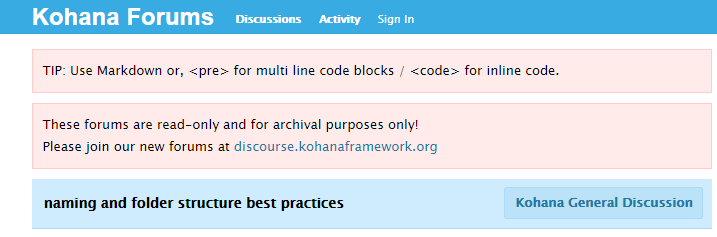 Kohana Forums Discussions Activity Sign In
TIP: Use Markdown or, <pre> for multi line code blocks / <code> for inline code.
These forums are read-only and for archival purposes only!
Please join our new forums at discourse.kohanaframework.org
naming and folder structure best practices Kohana General Discussion